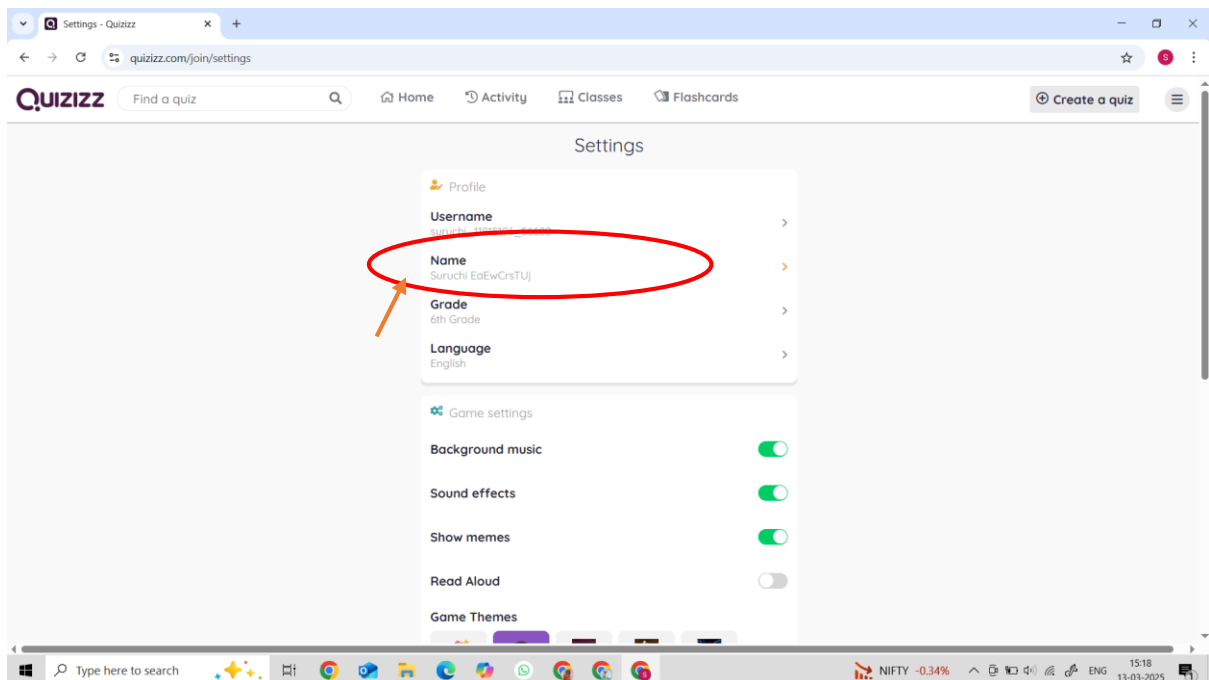 Settings - Quizizz
quizizz.com/join/settings
S
QUIZIZZ
Find a quiz
Home
Activity
Classes
Flashcards
Create a quiz
Settings
Profile
Username
Name
Suruchi EaEwCrsTUj
Grade
6th Grade
Language
English
Game settings
Background music
Sound effects
Show memes
Read Aloud
Game Themes
Type here to search
NIFTY -0.34%
ENG
15:18
13-03-2025